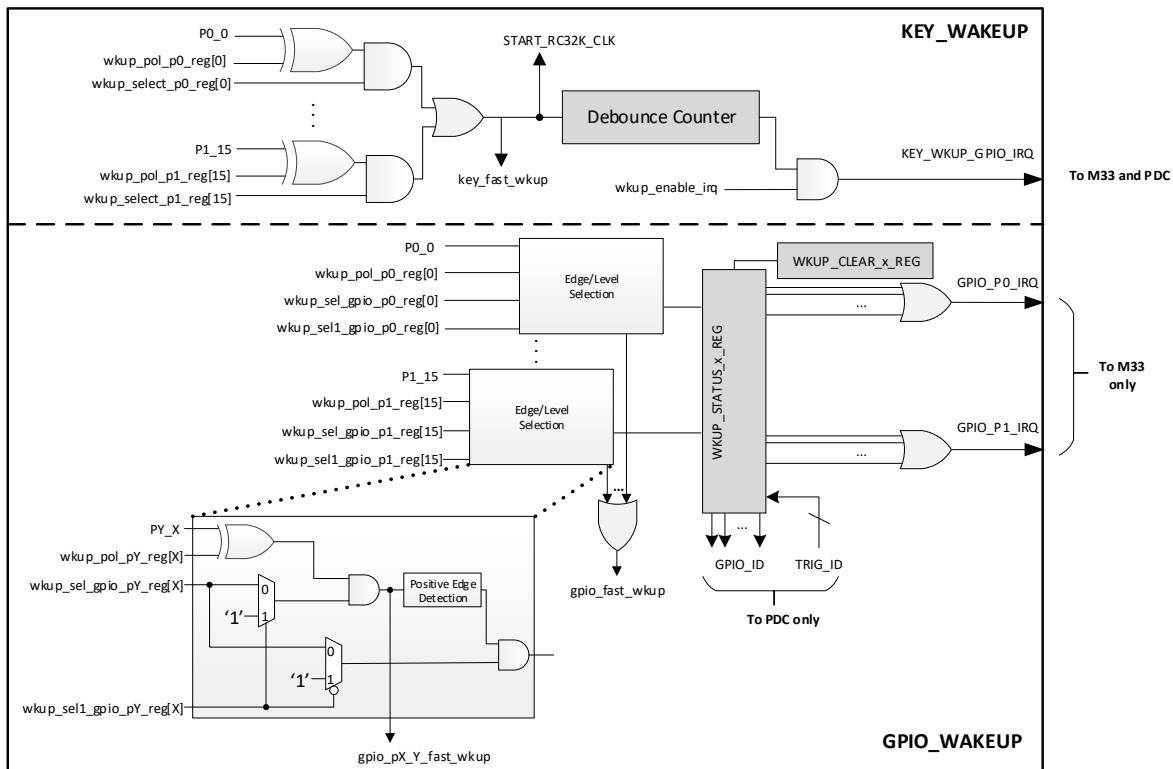 KEY_WAKEUP
P0_0
wkup_pol_p0_reg[0]
wkup_select_p0_reg[0]
START_RC32K_CLK
Debounce Counter
P1_15
wkup_pol_p1_reg[15]
wkup_select_p1_reg[15]
key_fast_wkup
wkup_enable_irq
KEY_WKUP_GPIO_IRQ
To M33 and PDC
P0_0
wkup_pol_p0_reg[0]
wkup_sel_gpio_p0_reg[0]
wkup_sel1_gpio_p0_reg[0]
Edge/Level
Selection
WKUP_CLEAR_x_REG
WKUP_STATUS_x_REG
...
GPIO_P0_IRQ
P1_15
wkup_pol_p1_reg[15]
wkup_sel_gpio_p1_reg[15]
wkup_sel1_gpio_p1_reg[15]
Edge/Level
Selection
...
GPIO_P1_IRQ
To M33
only
...
gpio_fast_wkup
...
GPIO_ID
TRIG_ID
To PDC only
PY_X
wkup_pol_pY_reg[X]
wkup_sel_gpio_pY_reg[X]
0
‘1’
1
Positive Edge
Detection
0
‘1’
1
wkup_sel1_gpio_pY_reg[X]
gpio_pX_Y_fast_wkup
GPIO_WAKEUP